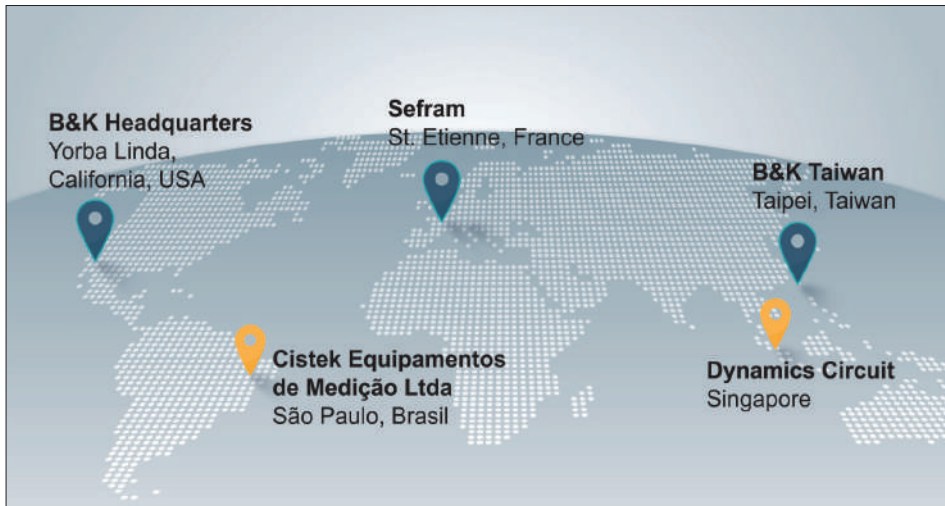 B&K Headquarters
Yorba Linda,
California, USA
Sefram
St. Etienne, France
B&K Taiwan
Taipei, Taiwan
Cistek Equipamentos
de Medição Ltda
São Paulo, Brasil
Dynamics Circuit
Singapore